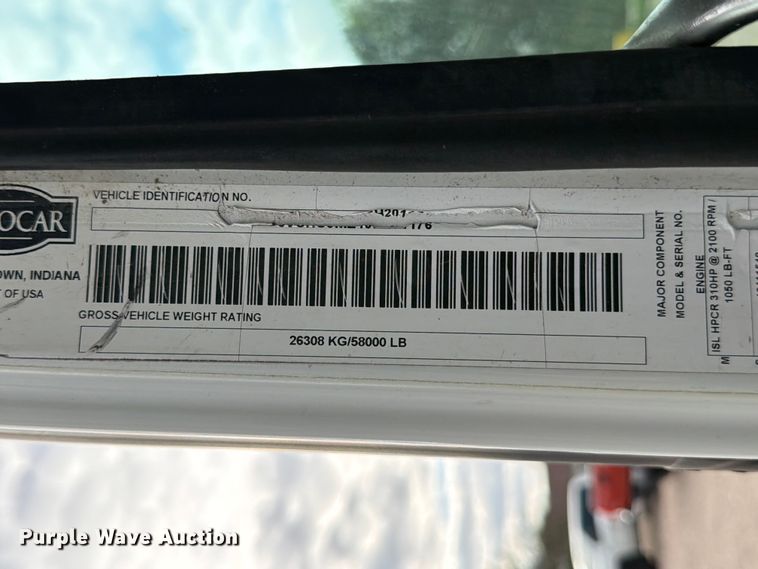 VEHICLE IDENTIFICATION NO.
OCAR
OWN, INDIANA
OF USA
GROSS VEHICLE WEIGHT RATING
26308 KG/58000 LB
MAJOR COMPONENT
MODEL & SERIAL NO.
ENGINE
ISL HPCR 310HP @ 2100 RPM /
1050 LB-FT
Purple Wave Auction